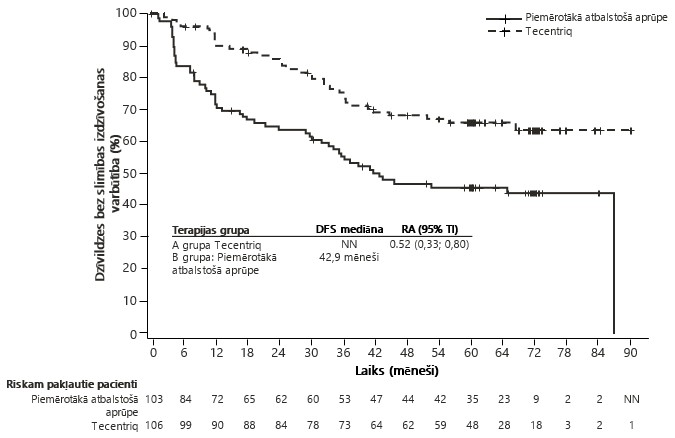 Piemērotākā atbalstošā aprūpe
Tecentriq
Dzīvildzes bez slimības izdzīvošanas
varbūtība (%)
100
90
80
70
60
50
40
30
20
10
0
Terapijas grupa DFS mediāna RA (95% TI)
A grupa Tecentriq NN 0.52 (0,33; 0,80)
B grupa: Piemērotākā 42,9 mēneši
atbalstošā aprūpe
0 6 12 18 24 30 36 42 48 54 60 66 64 72 78 84 90
Laiks (mēneši)
Riskam pakļautie pacienti
Piemērotākā atbalstošā 103 84 72 65 62 60 53 47 44 42 35 23 9 2 2 NN
aprūpe
Tecentriq 106 99 90 88 84 78 73 64 62 59 48 28 18 3 2 1